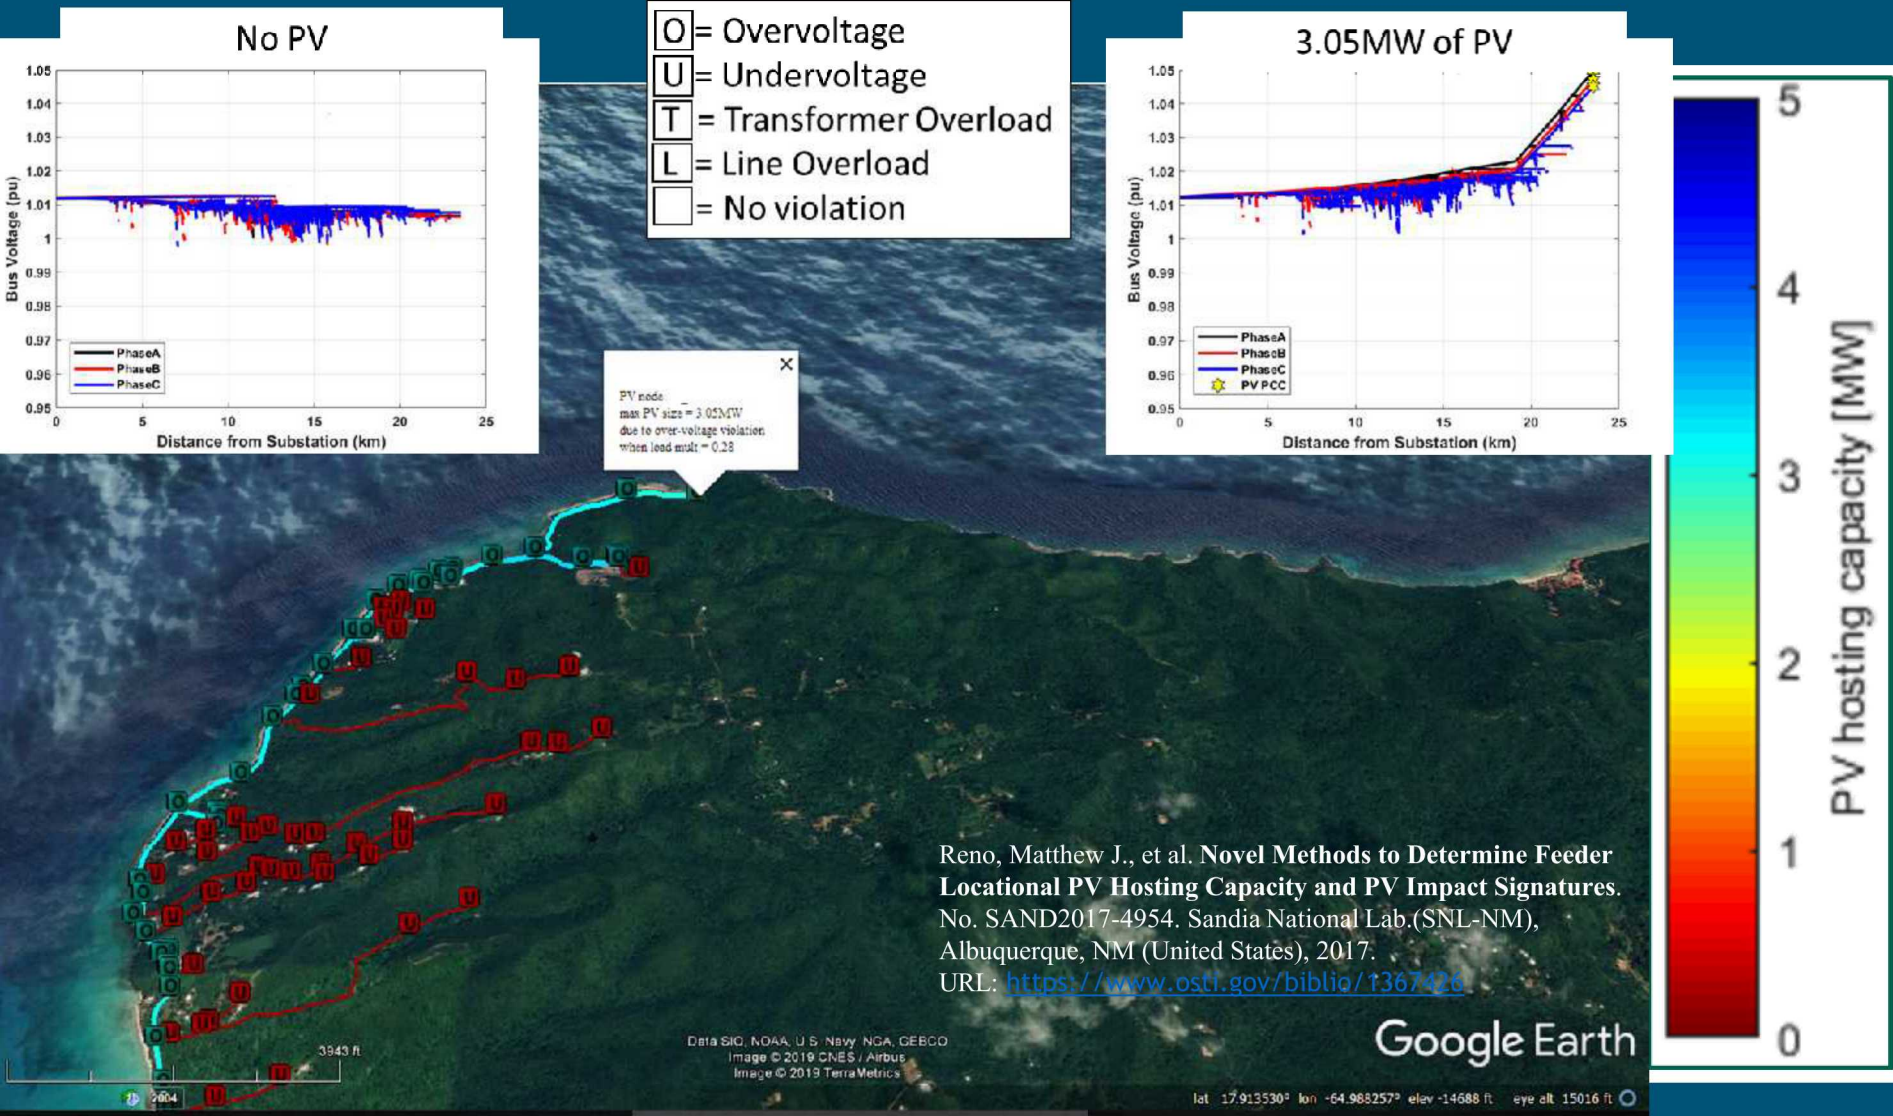 No PV
1.05
1.04
1.03
1.02
1.01
1
0.99
0.98
0.97
0.96
0.95
Bus Voltage (pu)
PhaseA
PhaseB
PhaseC
0 5 10 15 20 25
Distance from Substation (km)
O = Overvoltage
U = Undervoltage
T = Transformer Overload
L = Line Overload
= No violation
3.05MW of PV
1.05
1.04
1.03
1.02
1.01
1
0.99
0.98
0.97
0.96
0.95
Bus Voltage (pu)
PhaseA
PhaseB
PhaseC
PV PCC
0 5 10 15 20 25
Distance from Substation (km)
5
4
3
2
1
0
PV hosting capacity [MW]
PV node _
max PV size = 3.05MW
due to over-voltage violation
when load mult = 0.28
Reno, Matthew J., et al. Novel Methods to Determine Feeder
Locational PV Hosting Capacity and PV Impact Signatures.
No. SAND2017-4954. Sandia National Lab.(SNL-NM),
Albuquerque, NM (United States), 2017.
URL: https://www.osti.gov/biblio/1367426
Google Earth
Data SIO, NOAA, U.S. Navy, NGA, GEBCO
Image © 2019 CNES / Airbus
Image © 2019 TerraMetrics
3943 ft
2004
lat 17.913530° lon -64.988257° elev -14688 ft eye alt 15016 ft